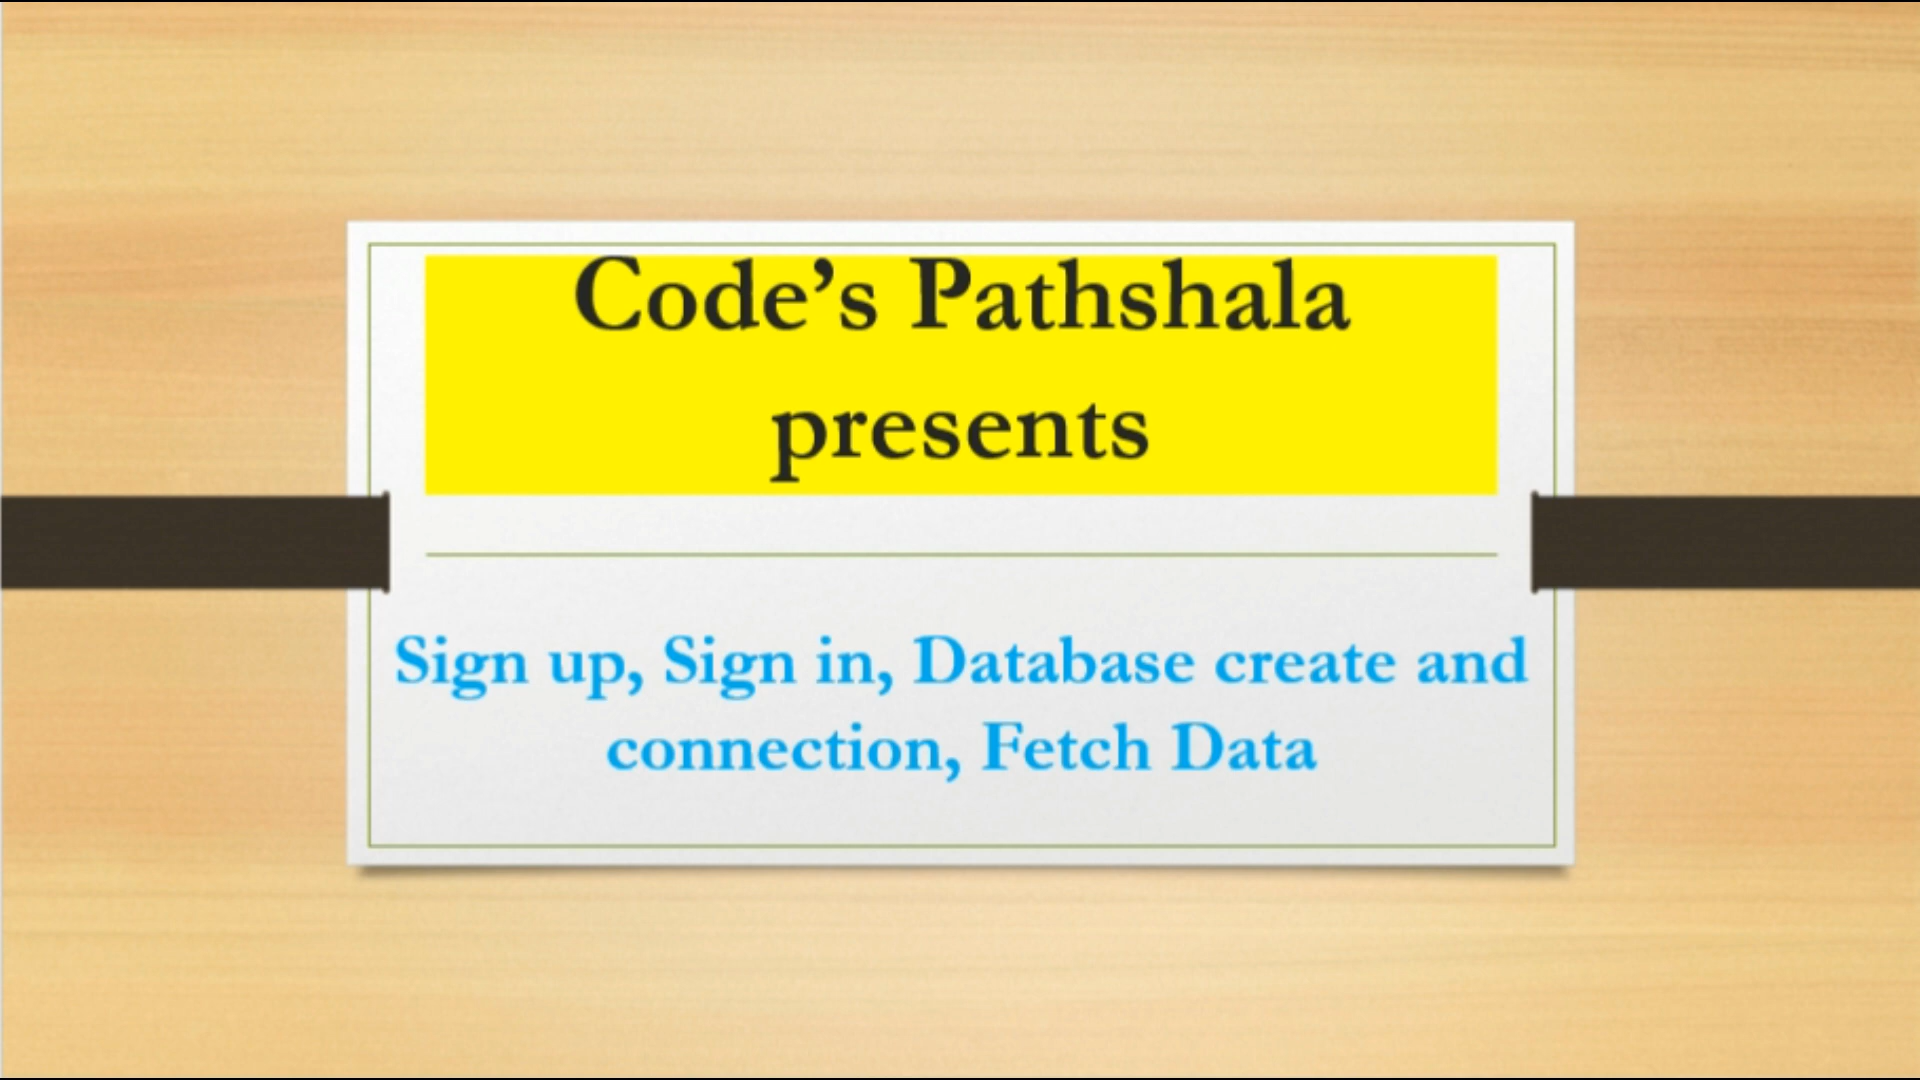 Code’s Pathshala
presents
Sign up, Sign in, Database create and
connection, Fetch Data